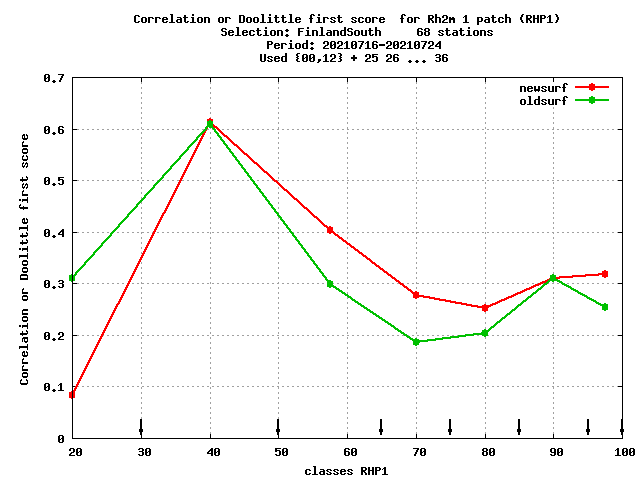 Correlation or Doolittle first score  for Rh2m 1 patch (RHP1)
Selection: FinlandSouth     68 stations
Period: 20210716-20210724
Used {00,12} + 25 26 ... 36
newsurf
oldsurf
Correlation or Doolittle first score
0.7
0.6
0.5
0.4
0.3
0.2
0.1
0
20 30 40 50 60 70 80 90 100
classes RHP1